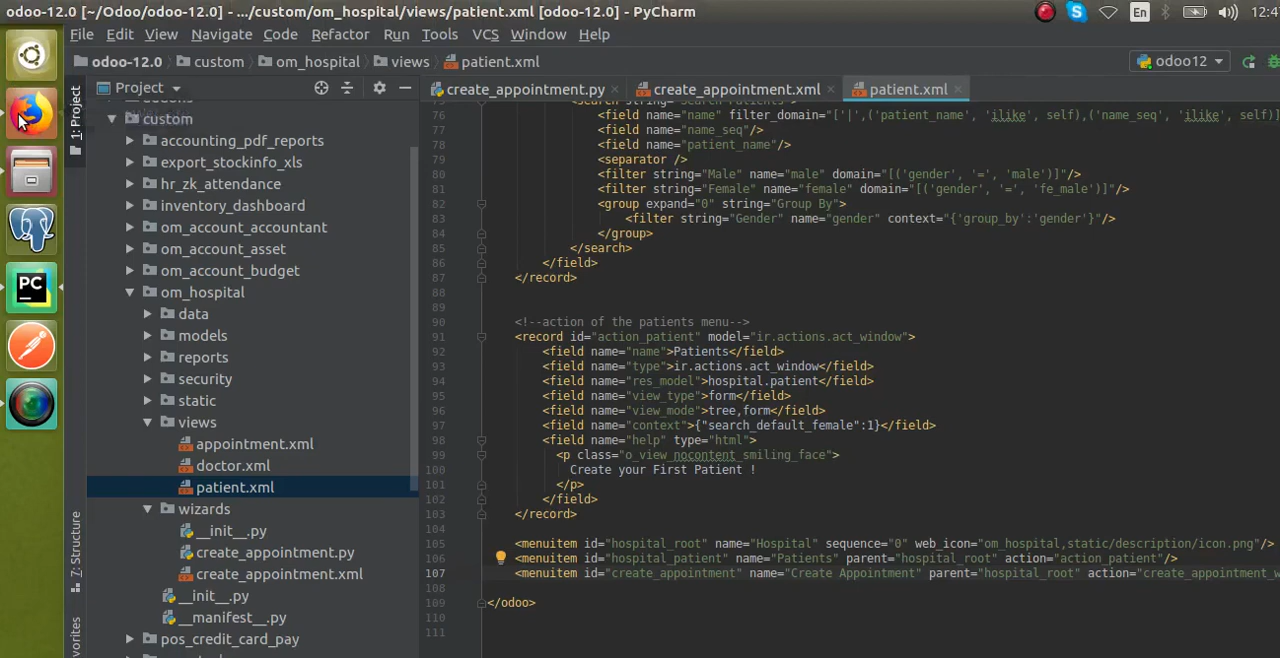 odoo-12.0 [~/Odoo/odoo-12.0] - .../custom/om_hospital/views/patient.xml [odoo-12.0] - PyCharm En
File Edit View Navigate Code Refactor Run Tools VCS Window Help
odoo-12.0 custom om_hospital views patient.xml odoo12
Project create_appointment.py create_appointment.xml patient.xml
1: Project
7: Structure
custom
accounting_pdf_reports
export_stockinfo_xls
hr_zk_attendance
inventory_dashboard
om_account_accountant
om_account_asset
om_account_budget
om_hospital
data
models
reports
security
static
views
appointment.xml
doctor.xml
patient.xml
wizards
__init__.py
create_appointment.py
create_appointment.xml
__init__.py
__manifest__.py
pos_credit_card_pay
76 <field name="name" filter_domain="['|',('patient_name', 'ilike', self),('name_seq', 'ilike', self)]
77 <field name="name_seq"/>
78 <field name="patient_name"/>
79 <separator />
80 <filter string="Male" name="male" domain="[('gender', '=', 'male')]"/>
81 <filter string="Female" name="female" domain="[('gender', '=', 'fe_male')]"/>
82 <group expand="0" string="Group By">
83 <filter string="Gender" name="gender" context="{'group_by':'gender'}"/>
84 </group>
85 </search>
86 </field>
87 </record>
88
89
90 <!--action of the patients menu-->
91 <record id="action_patient" model="ir.actions.act_window">
92 <field name="name">Patients</field>
93 <field name="type">ir.actions.act_window</field>
94 <field name="res_model">hospital.patient</field>
95 <field name="view_type">form</field>
96 <field name="view_mode">tree,form</field>
97 <field name="context">{"search_default_female":1}</field>
98 <field name="help" type="html">
99 <p class="o_view_nocontent_smiling_face">
100 Create your First Patient !
101 </p>
102 </field>
103 </record>
104
105 <menuitem id="hospital_root" name="Hospital" sequence="0" web_icon="om_hospital,static/description/icon.png"/>
106 <menuitem id="hospital_patient" name="Patients" parent="hospital_root" action="action_patient"/>
107 <menuitem id="create_appointment" name="Create Appointment" parent="hospital_root" action="create_appointment_w
108
109 </odoo>
110
111